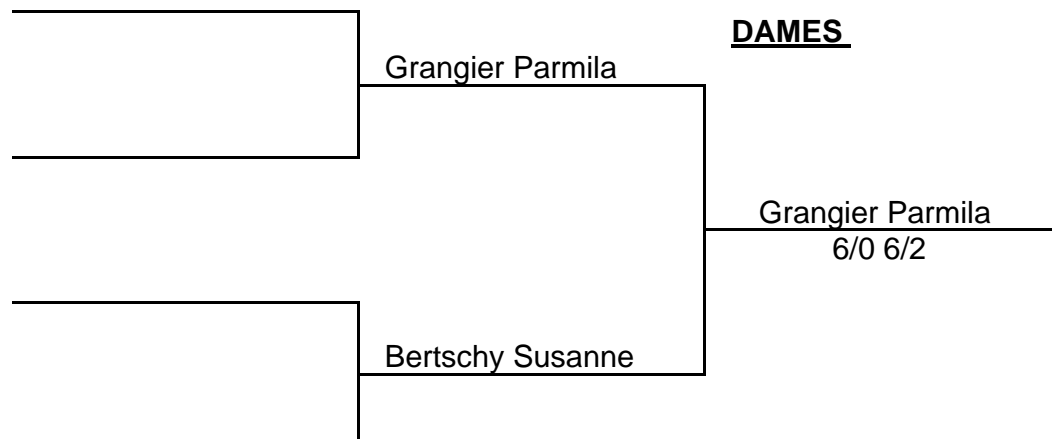 DAMES
Grangier Parmila
Grangier Parmila
6/0 6/2
Bertschy Susanne